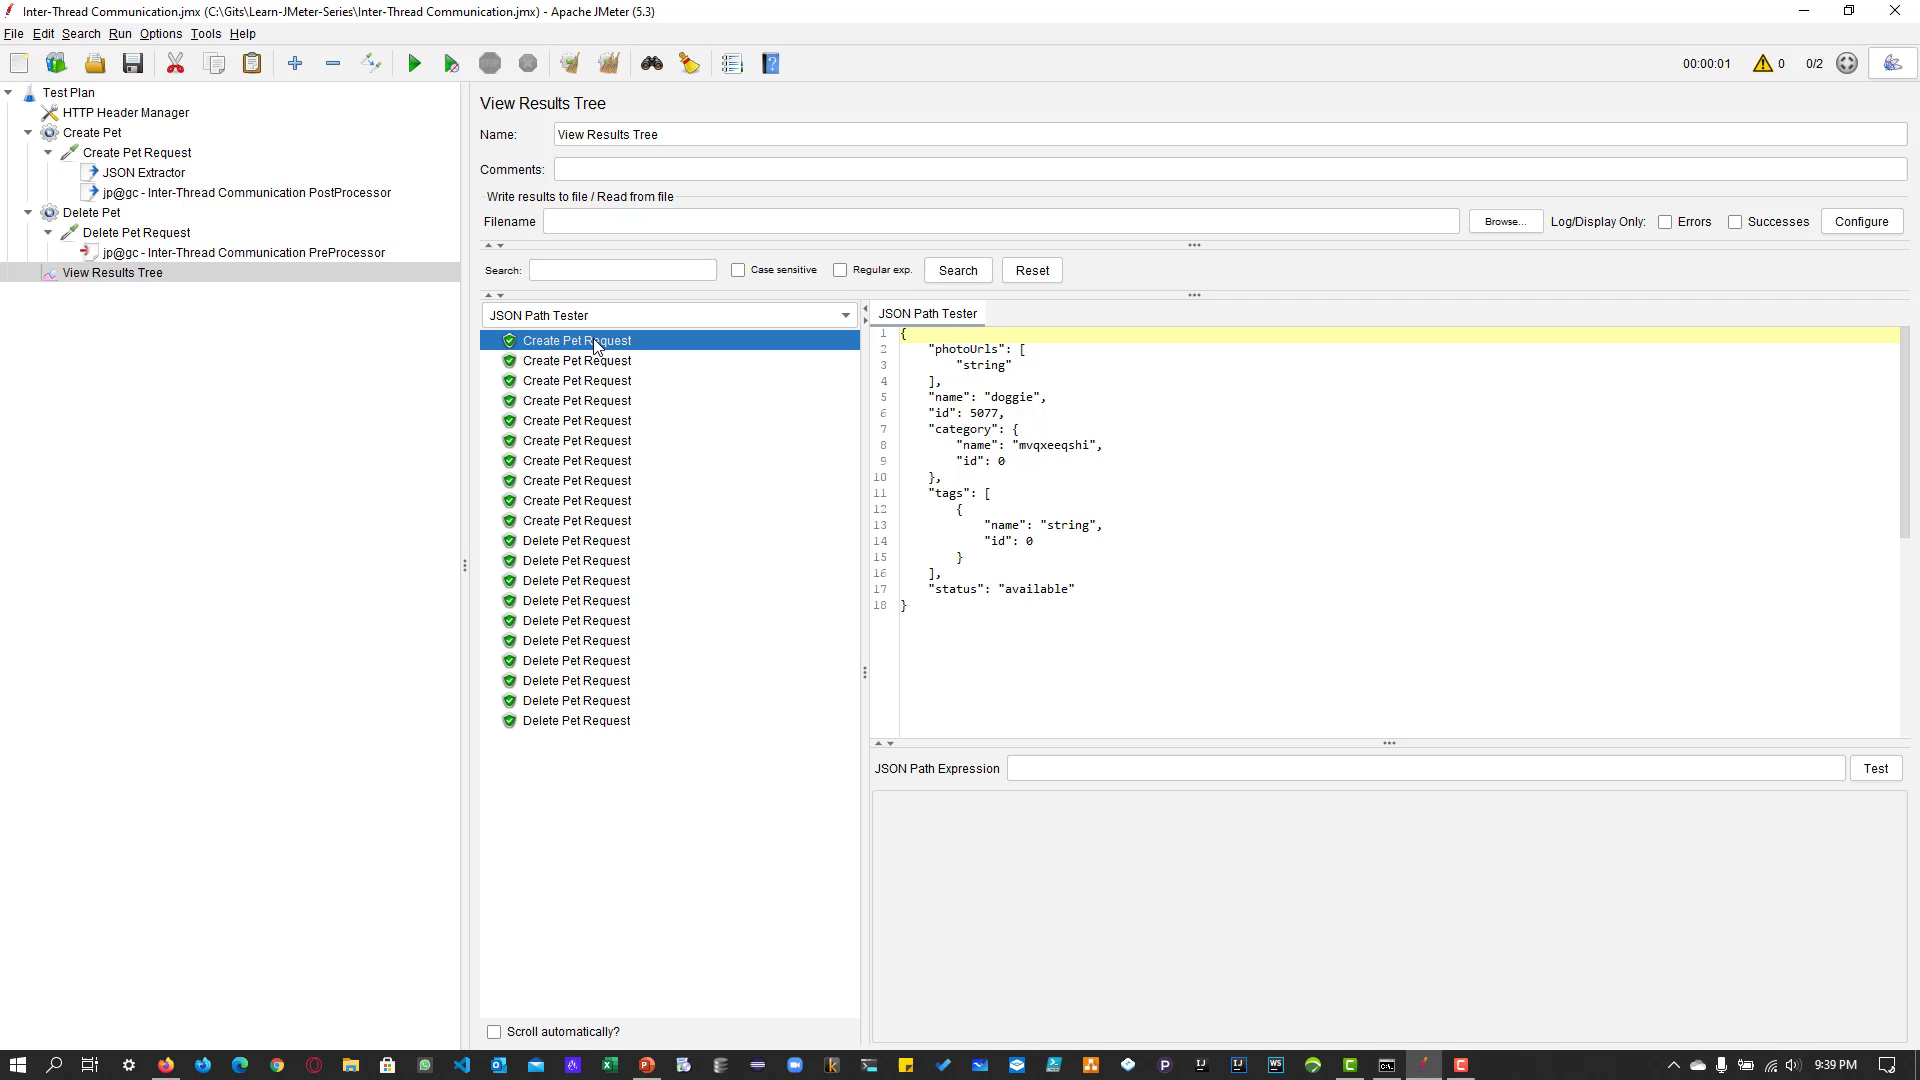 Inter-Thread Communication.jmx (C:\Gits\Learn-JMeter-Series\Inter-Thread Communication.jmx) - Apache JMeter (5.3)
File Edit Search Run Options Tools Help
00:00:01 0 0/2
Test Plan
HTTP Header Manager
Create Pet
Create Pet Request
JSON Extractor
jp@gc - Inter-Thread Communication PostProcessor
Delete Pet
Delete Pet Request
jp@gc - Inter-Thread Communication PreProcessor
View Results Tree
View Results Tree
Name: View Results Tree
Comments:
Write results to file / Read from file
Filename Browse... Log/Display Only: Errors Successes Configure
Search: Case sensitive Regular exp. Search Reset
JSON Path Tester
Create Pet Request
Create Pet Request
Create Pet Request
Create Pet Request
Create Pet Request
Create Pet Request
Create Pet Request
Create Pet Request
Create Pet Request
Create Pet Request
Delete Pet Request
Delete Pet Request
Delete Pet Request
Delete Pet Request
Delete Pet Request
Delete Pet Request
Delete Pet Request
Delete Pet Request
Delete Pet Request
Delete Pet Request
Scroll automatically?
JSON Path Tester
1 {
2 "photoUrls": [
3 "string"
4 ],
5 "name": "doggie",
6 "id": 5077,
7 "category": {
8 "name": "mvqxeeqshi",
9 "id": 0
10 },
11 "tags": [
12 {
13 "name": "string",
14 "id": 0
15 }
16 ],
17 "status": "available"
18 }
JSON Path Expression Test
9:39 PM